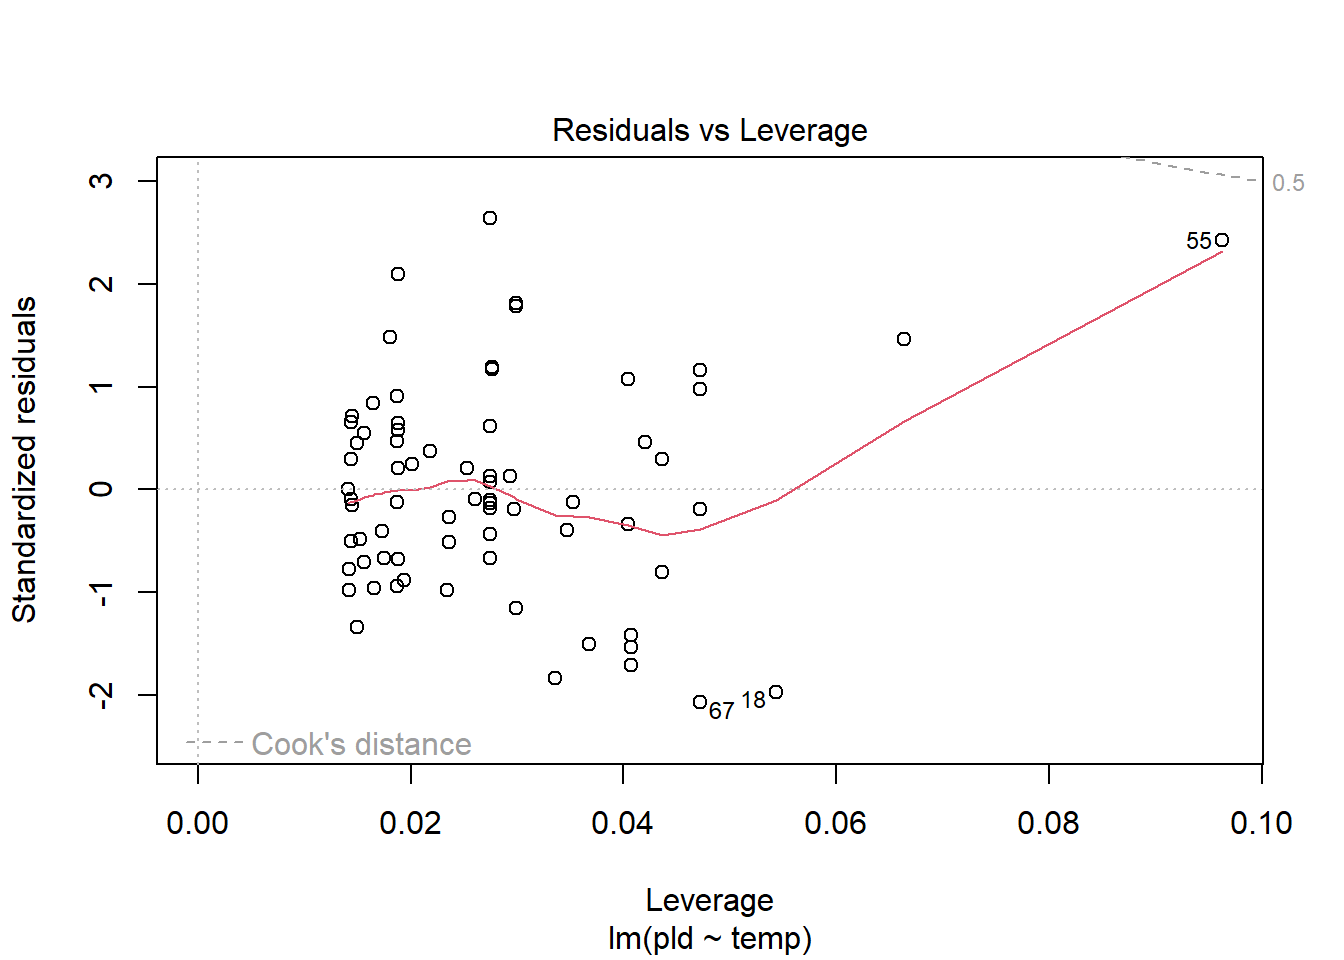 Residuals vs Leverage
Standardized residuals
3
2
1
0
-1
-2
0.5
55
67
18
Cook's distance
0.00 0.02 0.04 0.06 0.08 0.10
Leverage
lm(pld ~ temp)